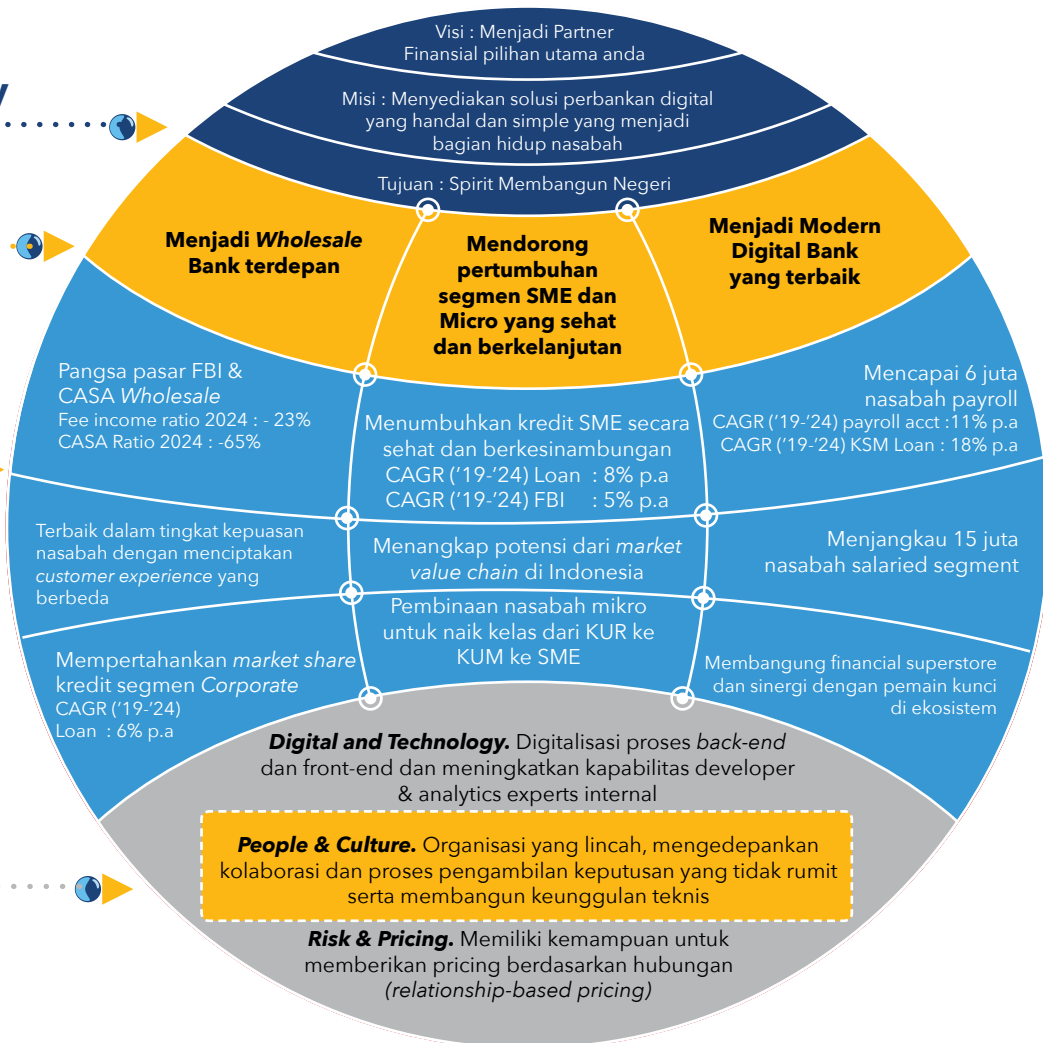 Visi : Menjadi Partner
Finansial pilihan utama anda
Misi : Menyediakan solusi perbankan digital
yang handal dan simple yang menjadi
bagian hidup nasabah
Tujuan : Spirit Membangun Negeri
Menjadi Wholesale
Bank terdepan
Mendorong
pertumbuhan
segmen SME dan
Micro yang sehat
dan berkelanjutan
Menjadi Modern
Digital Bank
yang terbaik
Pangsa pasar FBI &
CASA Wholesale
Fee income ratio 2024 : - 23%
CASA Ratio 2024 : -65%
Menumbuhkan kredit SME secara
sehat dan berkesinambungan
CAGR ('19-'24) Loan : 8% p.a
CAGR ('19-'24) FBI : 5% p.a
Mencapai 6 juta
nasabah payroll
CAGR ('19-'24) payroll acct :11% p.a
CAGR ('19-'24) KSM Loan : 18% p.a
Terbaik dalam tingkat kepuasan
nasabah dengan menciptakan
customer experience yang
berbeda
Menangkap potensi dari market
value chain di Indonesia
Menjangkau 15 juta
nasabah salaried segment
Mempertahankan market share
kredit segmen Corporate
CAGR ('19-'24)
Loan : 6% p.a
Pembinaan nasabah mikro
untuk naik kelas dari KUR ke
KUM ke SME
Membangung financial superstore
dan sinergi dengan pemain kunci
di ekosistem
Digital and Technology. Digitalisasi proses back-end
dan front-end dan meningkatkan kapabilitas developer
& analytics experts internal
People & Culture. Organisasi yang lincah, mengedepankan
kolaborasi dan proses pengambilan keputusan yang tidak rumit
serta membangun keunggulan teknis
Risk & Pricing. Memiliki kemampuan untuk
memberikan pricing berdasarkan hubungan
(relationship-based pricing)